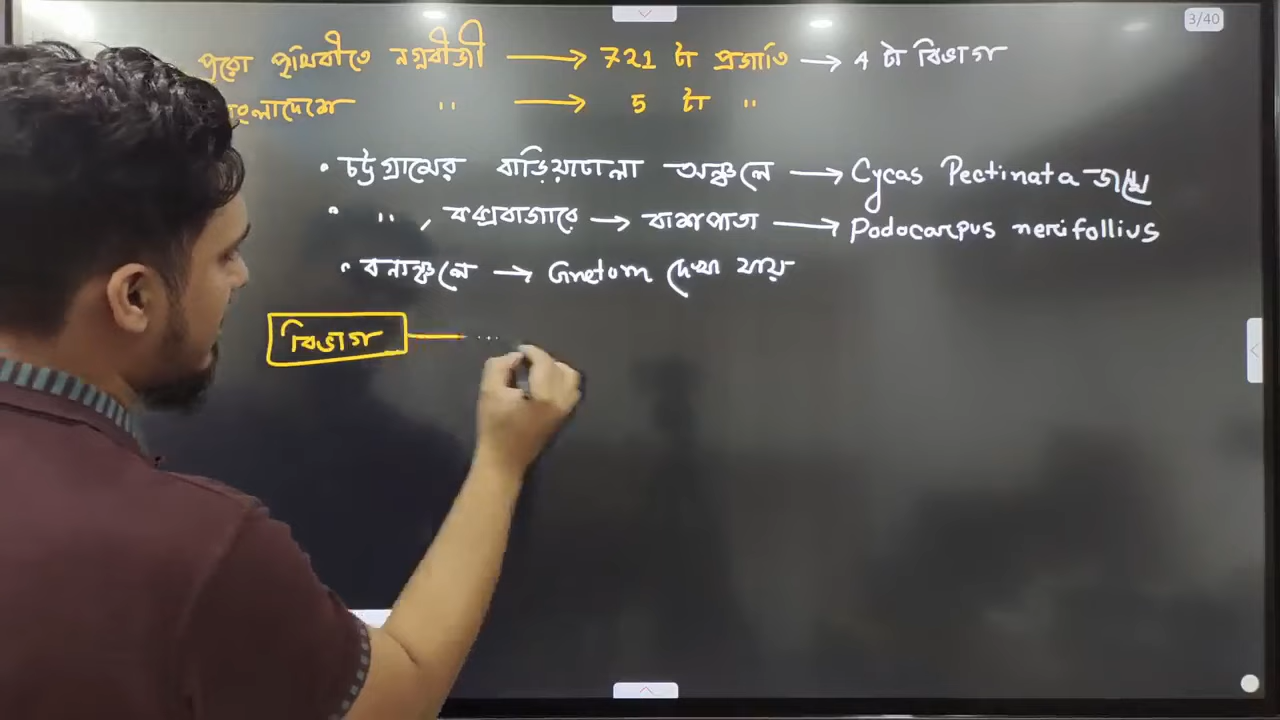 3/40
পুরো পৃথিবীতে নগ্নবীজী → 721 টা প্রজাতি → 4 টা বিভাগ
বাংলাদেশে " → 5 টা "
• চট্টগ্রামের বাড়িয়াঢালা অঞ্চলে → Cycas Pectinata জন্মে
• " , কক্সবাজারে → বাঁশপাতা → Podocarpus nerifollius
• বনাঞ্চলে → Gnetom দেখা যায়
বিভাগ